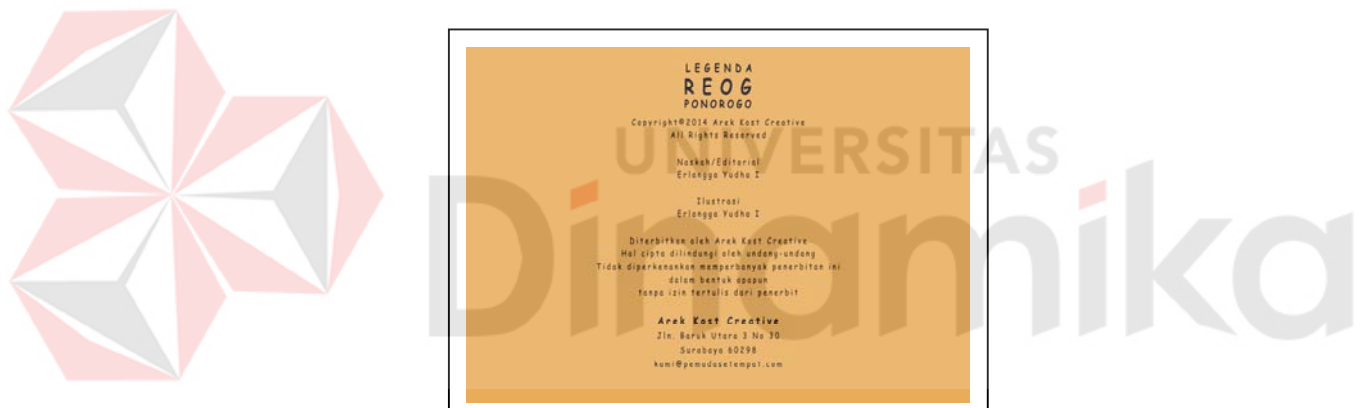 LEGENDA
REOG
PONOROGO
Copyright©2014 Arek Kost Creative
All Rights Reserved
Naskah/Editorial
Erlangga Yudha I
Ilustrasi
Erlangga Yudha I
Diterbitkan oleh Arek Kost Creative
Hal cipta dilindungi oleh undang-undang
Tidak diperkenankan memperbanyak penerbitan ini
dalam bentuk apapun
tanpa izin tertulis dari penerbit
Arek Kost Creative
Jln. Baruk Utara 3 No 30
Surabaya 60298
kami@pemudasetempat.com
UNIVERSITAS
Dinamika